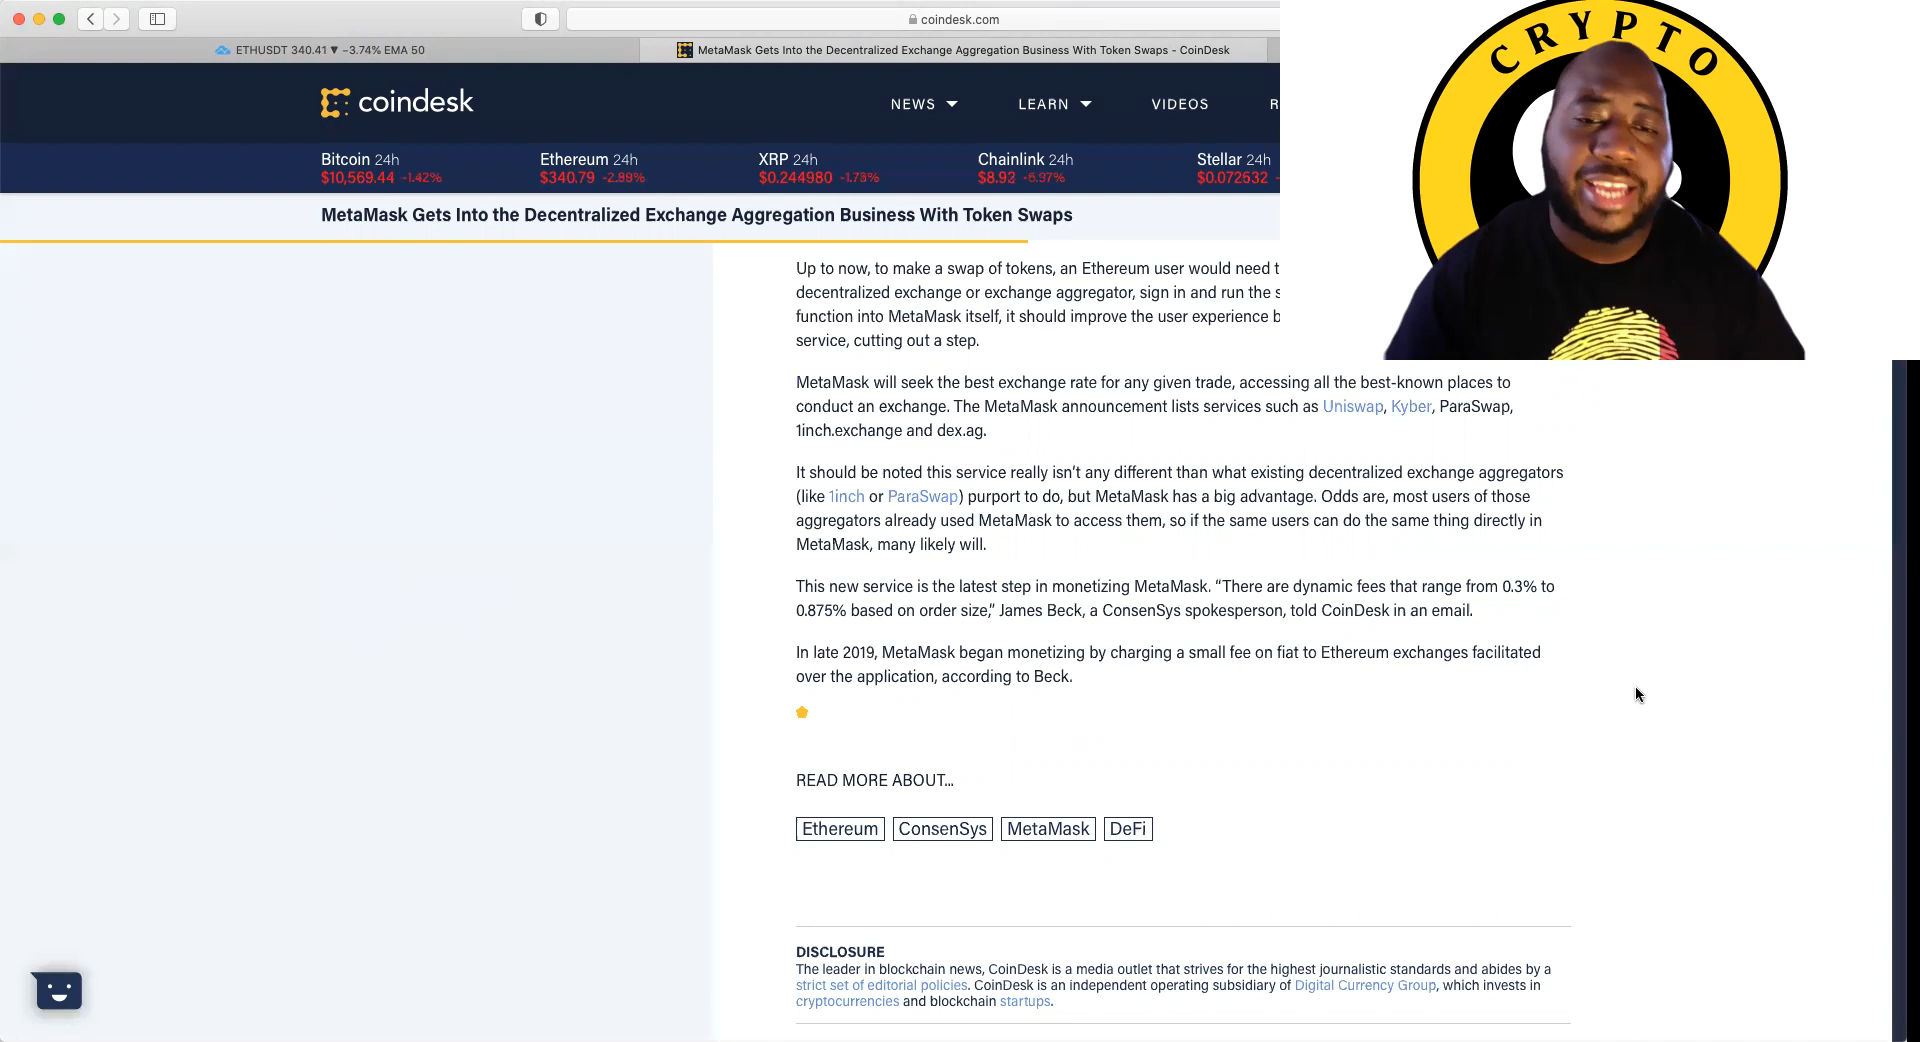 coindesk.com
ETHUSDT 340.41 ▼ −3.74% EMA 50
MetaMask Gets Into the Decentralized Exchange Aggregation Business With Token Swaps - CoinDesk
CRYPTO
coindesk
NEWS
LEARN
VIDEOS
R
Bitcoin 24h
$10,569.44 -1.42%
Ethereum 24h
$340.79 -2.89%
XRP 24h
$0.244980 -1.73%
Chainlink 24h
$8.92 -6.97%
Stellar 24h
$0.072532 -
MetaMask Gets Into the Decentralized Exchange Aggregation Business With Token Swaps
Up to now, to make a swap of tokens, an Ethereum user would need t
decentralized exchange or exchange aggregator, sign in and run the s
function into MetaMask itself, it should improve the user experience b
service, cutting out a step.
MetaMask will seek the best exchange rate for any given trade, accessing all the best-known places to
conduct an exchange. The MetaMask announcement lists services such as Uniswap, Kyber, ParaSwap,
1inch.exchange and dex.ag.
It should be noted this service really isn't any different than what existing decentralized exchange aggregators
(like 1inch or ParaSwap) purport to do, but MetaMask has a big advantage. Odds are, most users of those
aggregators already used MetaMask to access them, so if the same users can do the same thing directly in
MetaMask, many likely will.
This new service is the latest step in monetizing MetaMask. "There are dynamic fees that range from 0.3% to
0.875% based on order size," James Beck, a ConsenSys spokesperson, told CoinDesk in an email.
In late 2019, MetaMask began monetizing by charging a small fee on fiat to Ethereum exchanges facilitated
over the application, according to Beck.
READ MORE ABOUT...
Ethereum ConsenSys MetaMask DeFi
DISCLOSURE
The leader in blockchain news, CoinDesk is a media outlet that strives for the highest journalistic standards and abides by a
strict set of editorial policies. CoinDesk is an independent operating subsidiary of Digital Currency Group, which invests in
cryptocurrencies and blockchain startups.